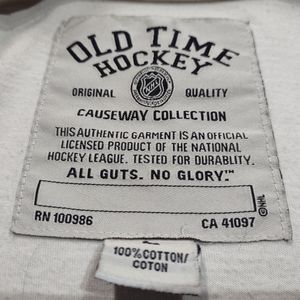 OLD TIME
HOCKEY
ORIGINAL QUALITY
CAUSEWAY COLLECTION
THIS AUTHENTIC GARMENT IS AN OFFICIAL
LICENSED PRODUCT OF THE NATIONAL
HOCKEY LEAGUE. TESTED FOR DURABLITY.
ALL GUTS. NO GLORY.™
©NHL
RN 100986 CA 41097
100% COTTON/
COTON